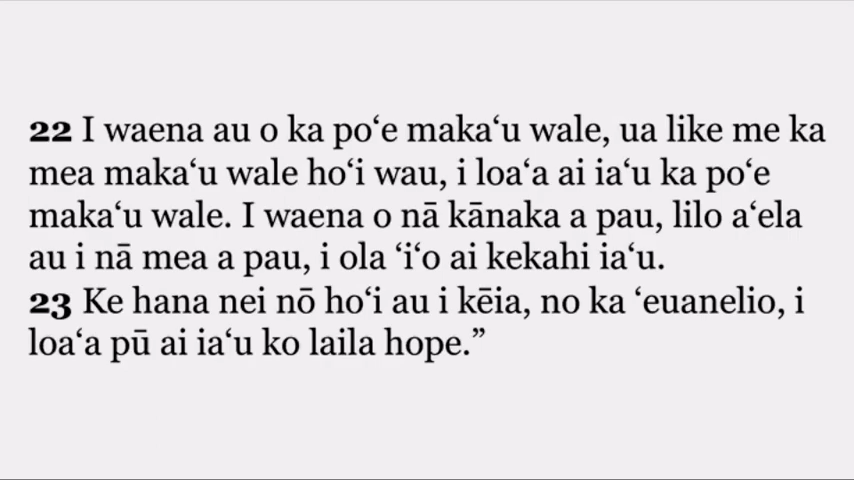 22 I waena au o ka poʻe makaʻu wale, ua like me ka
mea makaʻu wale hoʻi wau, i loaʻa ai iaʻu ka poʻe
makaʻu wale. I waena o nā kānaka a pau, lilo aʻela
au i nā mea a pau, i ola ʻiʻo ai kekahi iaʻu.
23 Ke hana nei nō hoʻi au i kēia, no ka ʻeuanelio, i
loaʻa pū ai iaʻu ko laila hope.”